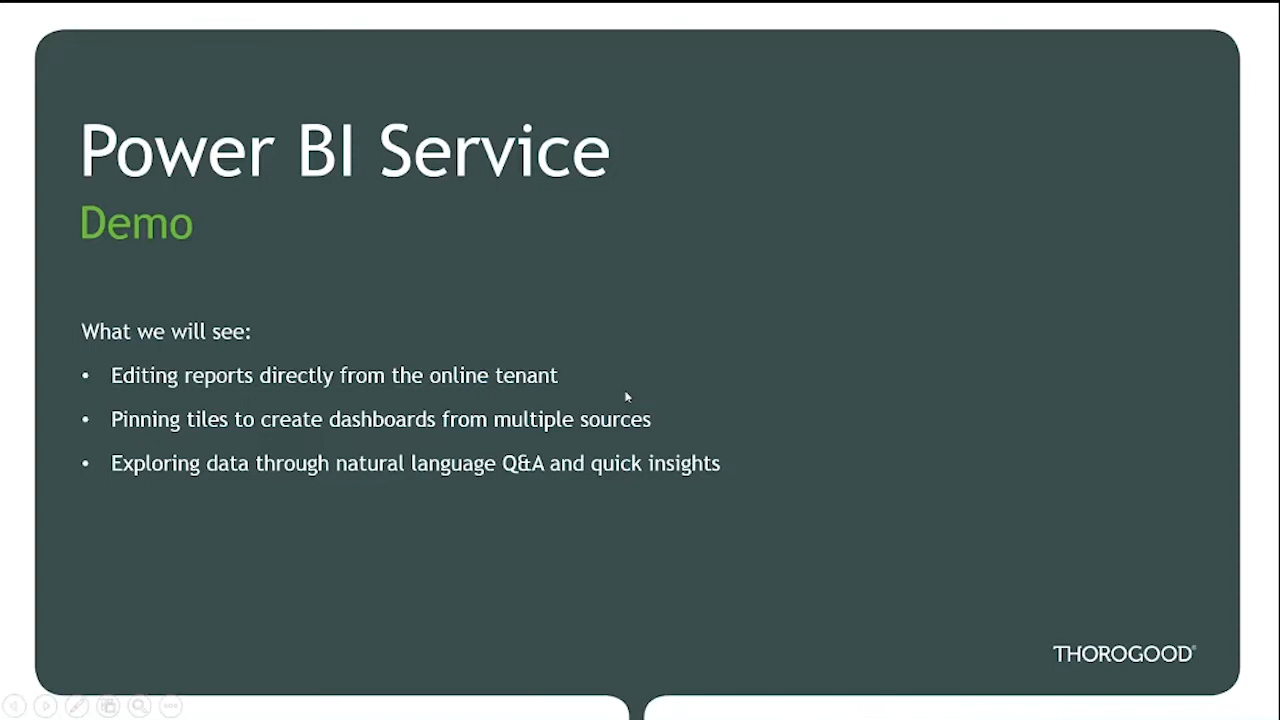 Power BI Service
Demo
What we will see:
• Editing reports directly from the online tenant
• Pinning tiles to create dashboards from multiple sources
• Exploring data through natural language Q&A and quick insights
THOROGOOD®